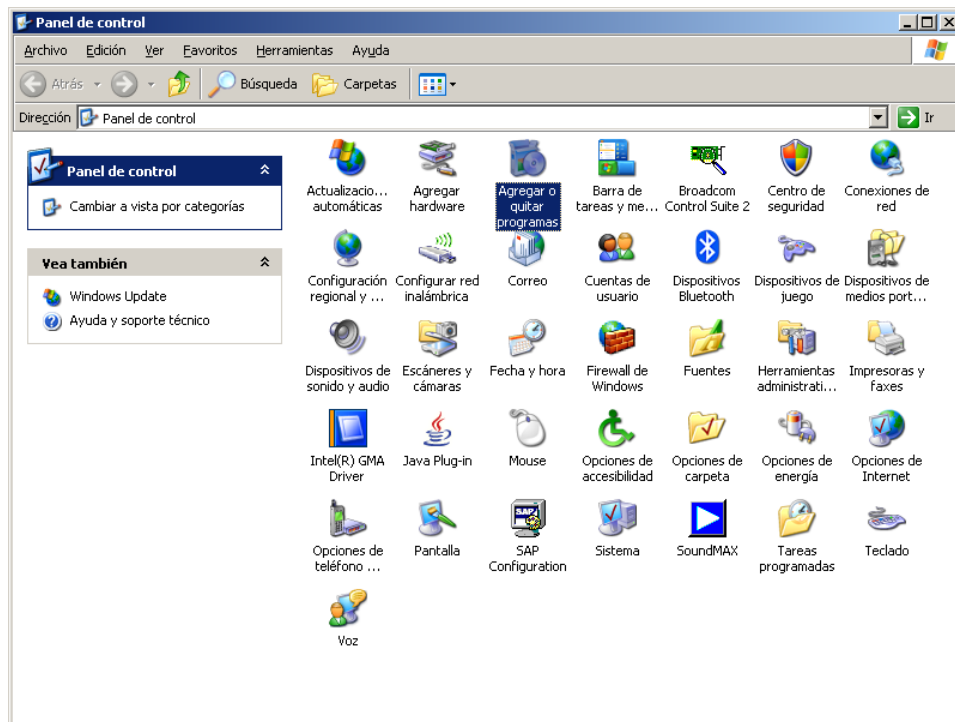 Panel de control
Archivo Edición Ver Favoritos Herramientas Ayuda
Atrás Búsqueda Carpetas
Dirección Panel de control Ir
Panel de control
Cambiar a vista por categorías
Vea también
Windows Update
Ayuda y soporte técnico
Actualizacio... automáticas
Agregar hardware
Agregar o quitar programas
Barra de tareas y me...
Broadcom Control Suite 2
Centro de seguridad
Conexiones de red
Configuración regional y ...
Configurar red inalámbrica
Correo
Cuentas de usuario
Dispositivos Bluetooth
Dispositivos de juego
Dispositivos de medios port...
Dispositivos de sonido y audio
Escáneres y cámaras
Fecha y hora
Firewall de Windows
Fuentes
Herramientas administrati...
Impresoras y faxes
Intel(R) GMA Driver
Java Plug-in
Mouse
Opciones de accesibilidad
Opciones de carpeta
Opciones de energía
Opciones de Internet
Opciones de teléfono ...
Pantalla
SAP
SAP Configuration
Sistema
SoundMAX
Tareas programadas
Teclado
Voz